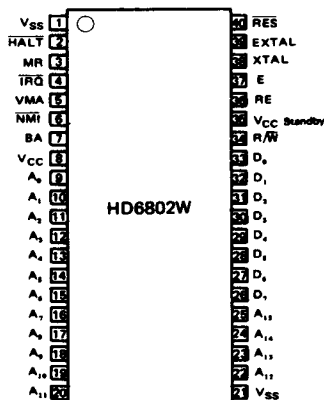 V_SS 1 40 R̅E̅S̅
H̅A̅L̅T̅ 2 39 EXTAL
MR 3 38 XTAL
I̅R̅Q̅ 4 37 E
VMA 5 36 RE
N̅M̅I̅ 6 35 V_CC Standby
BA 7 34 R/W̅
V_CC 8 33 D₀
A₀ 9 32 D₁
A₁ 10 31 D₂
A₂ 11 30 D₃
HD6802W
A₃ 12 29 D₄
A₄ 13 28 D₅
A₅ 14 27 D₆
A₆ 15 26 D₇
A₇ 16 25 A₁₅
A₈ 17 24 A₁₄
A₉ 18 23 A₁₃
A₁₀ 19 22 A₁₂
A₁₁ 20 21 V_SS